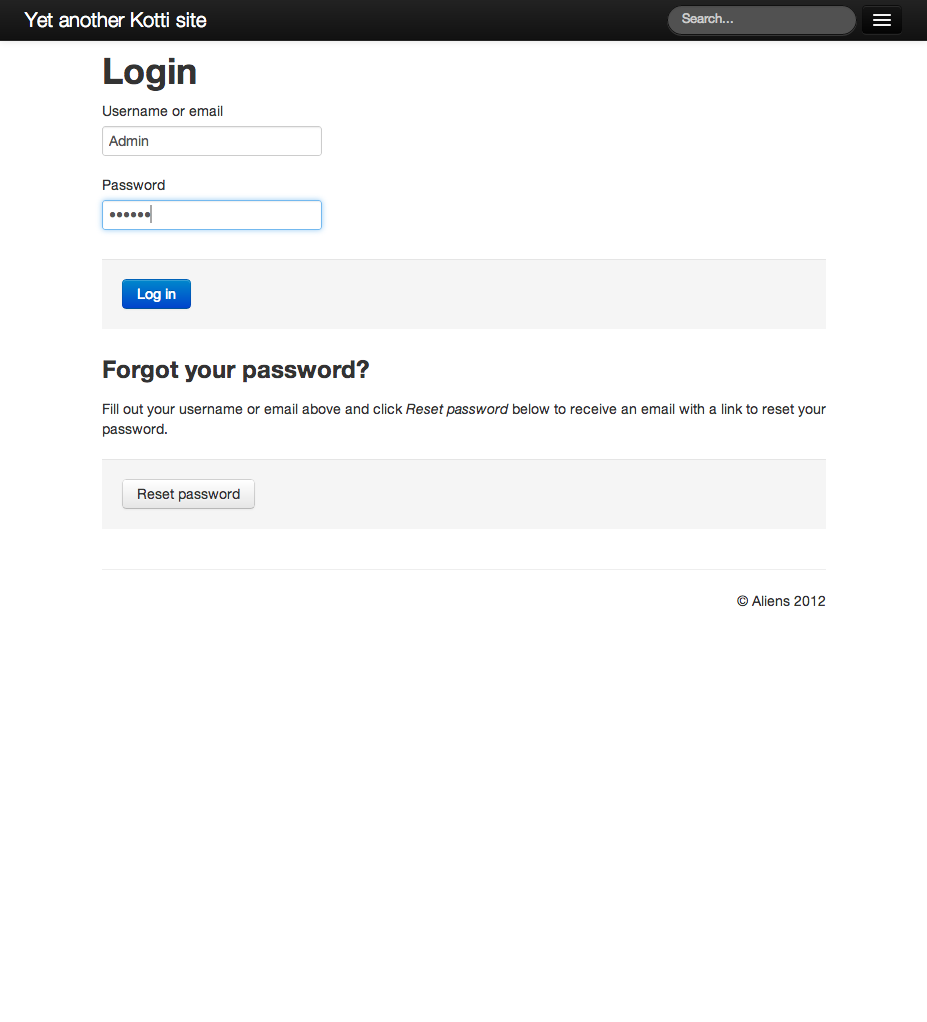 Yet another Kotti site
Search...
Login
Username or email
Admin
Password
••••••
Log in
Forgot your password?
Fill out your username or email above and click Reset password below to receive an email with a link to reset your
password.
Reset password
© Aliens 2012